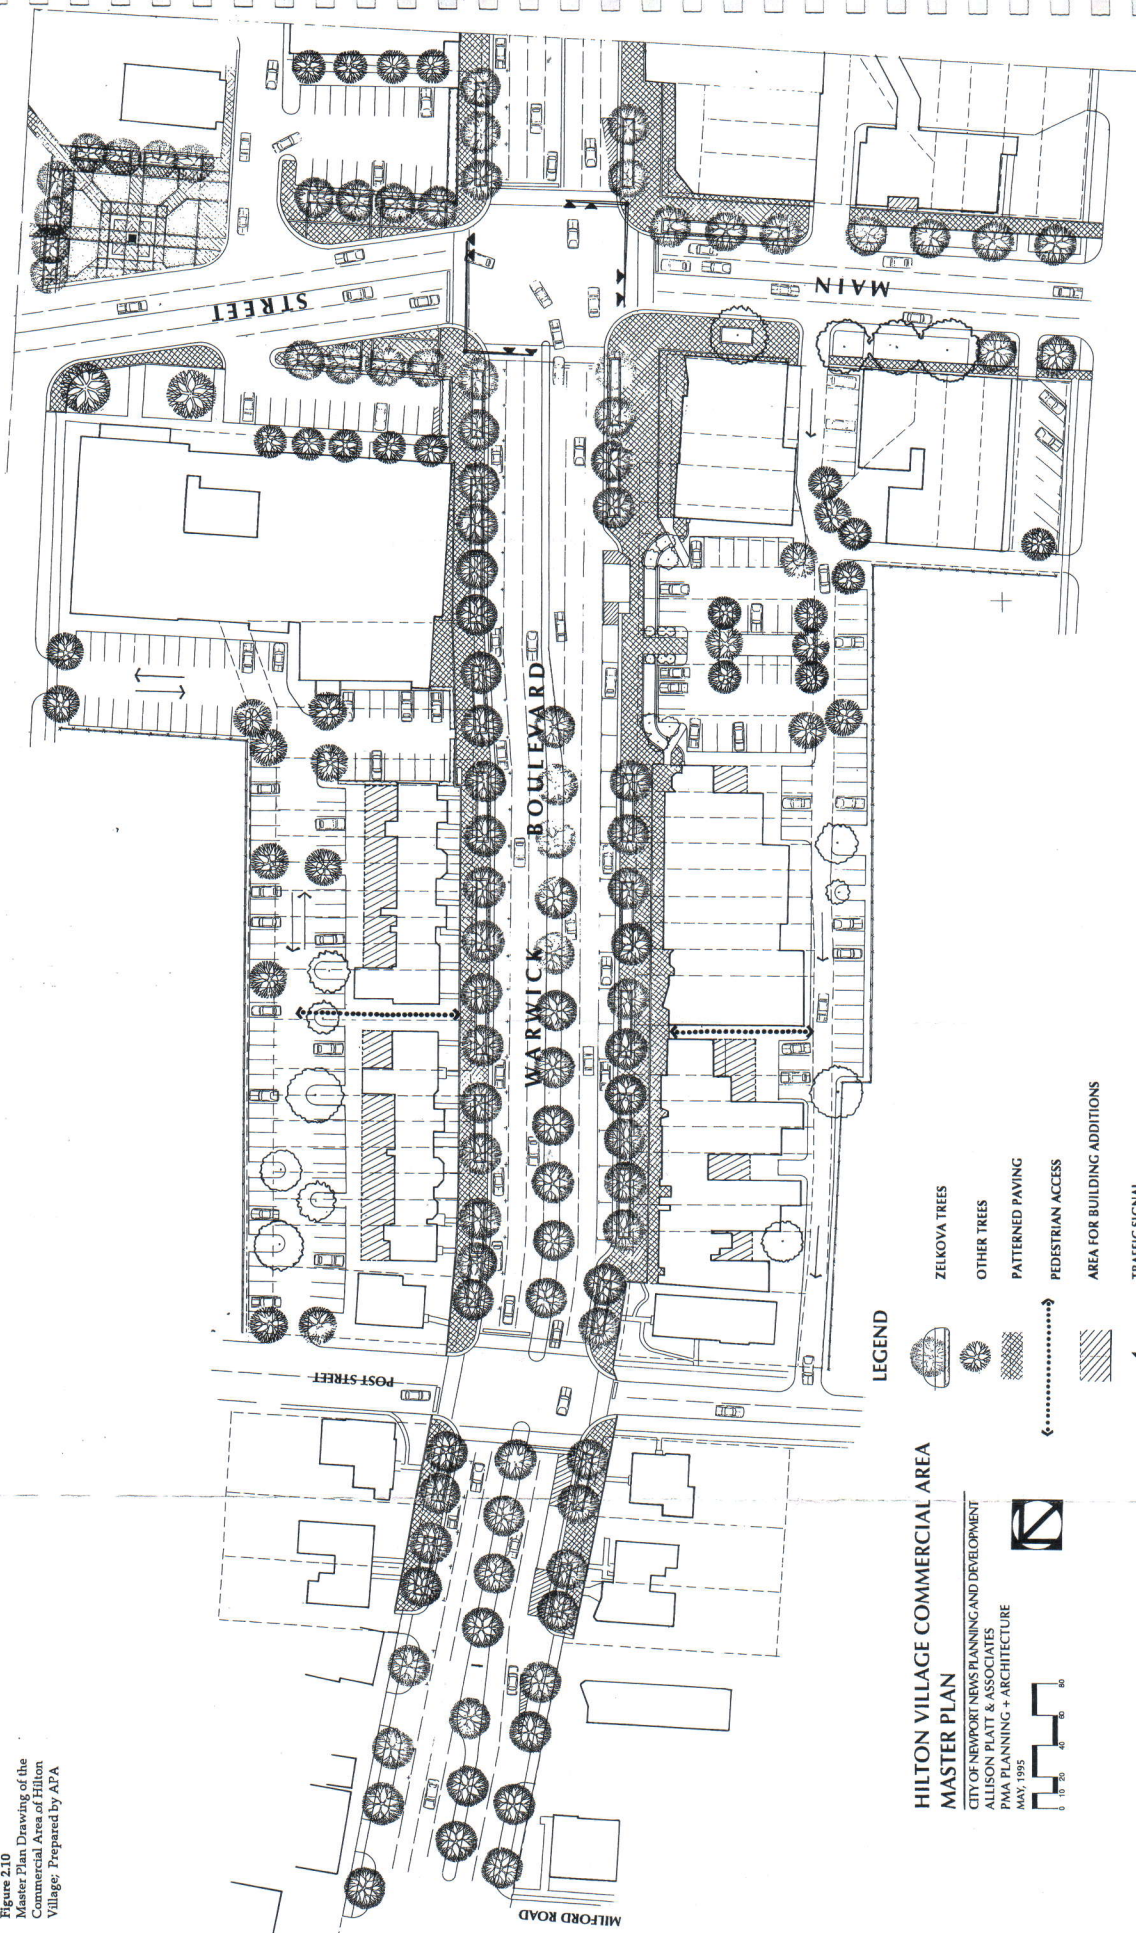 Figure 2.10
Master Plan Drawing of the
Commercial Area of Hilton
Village; Prepared by APA
STREET
MAIN
WARWICK BOULEVARD
POST STREET
MILFORD ROAD
HILTON VILLAGE COMMERCIAL AREA
MASTER PLAN
CITY OF NEWPORT NEWS PLANNING AND DEVELOPMENT
ALLISON PLATT & ASSOCIATES
PMA PLANNING + ARCHITECTURE
MAY, 1995
0 10 20 40 60 80
LEGEND
ZELKOVA TREES
OTHER TREES
PATTERNED PAVING
PEDESTRIAN ACCESS
AREA FOR BUILDING ADDITIONS
TRAFFIC SIGNAL